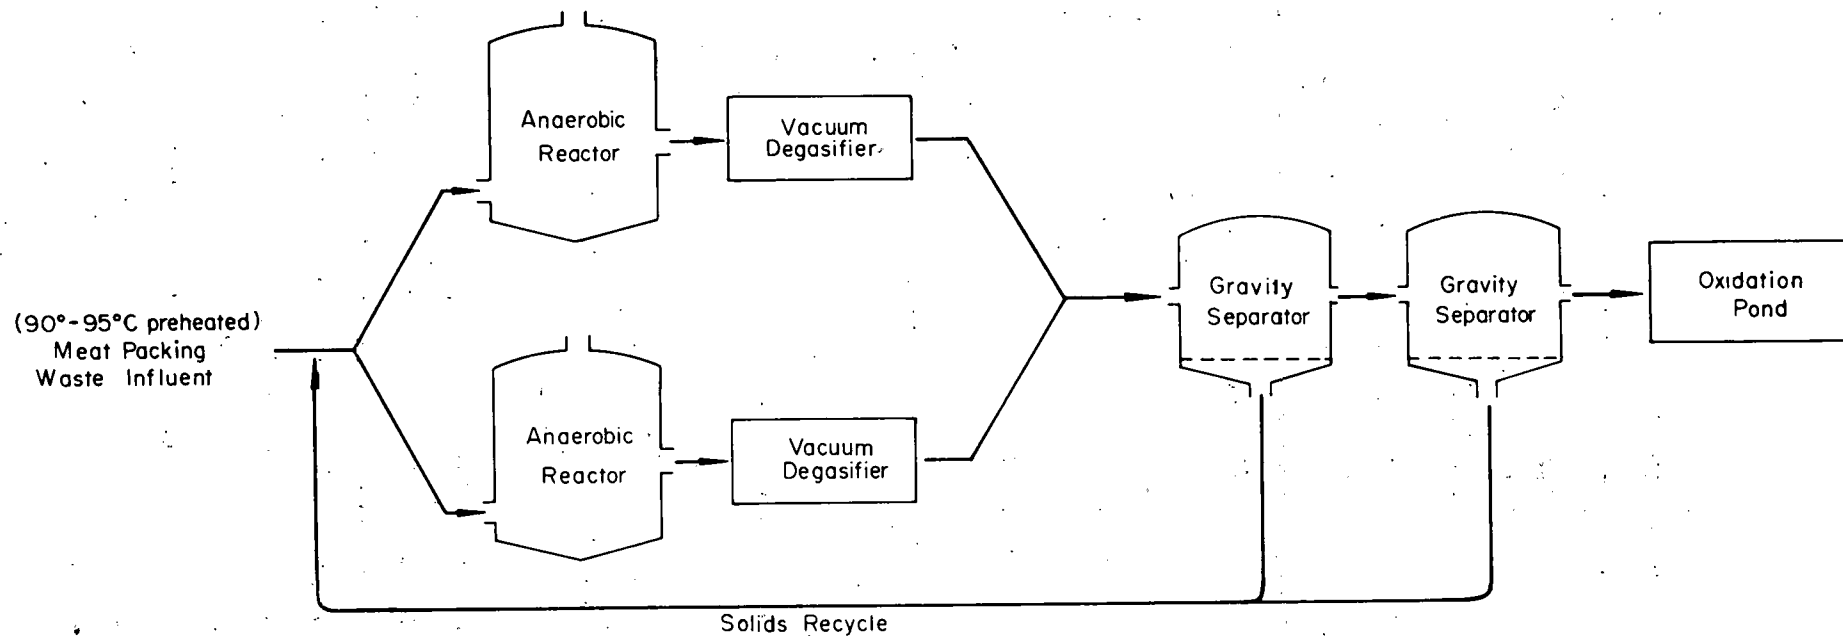 Anaerobic
Reactor
Vacuum
Degasifier
(90°-95°C preheated)
Meat Packing
Waste Influent
Anaerobic
Reactor
Vacuum
Degasifier
Gravity
Separator
Gravity
Separator
Oxidation
Pond
Solids Recycle